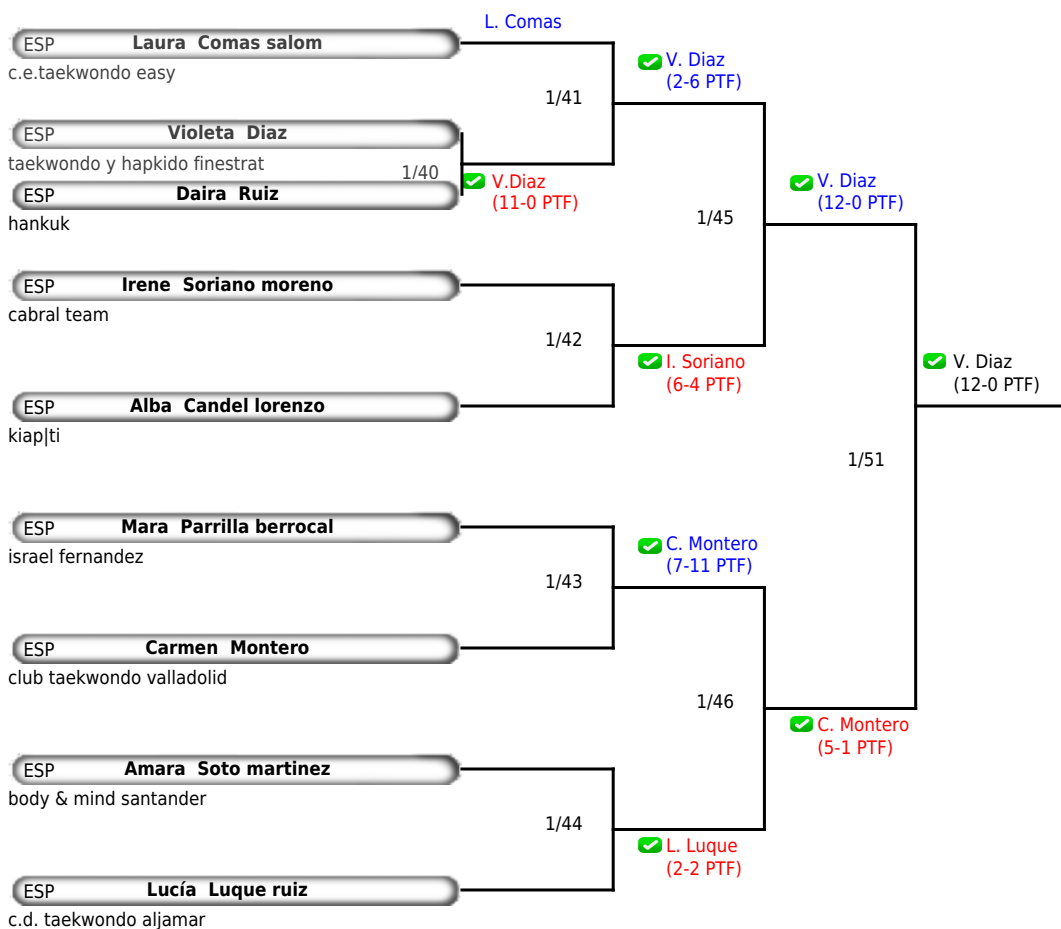 L. Comas
ESP Laura Comas salom
c.e.taekwondo easy
V. Diaz
(2-6 PTF)
1/41
ESP Violeta Diaz
taekwondo y hapkido finestrat
1/40
V.Diaz
(11-0 PTF)
ESP Daira Ruiz
hankuk
V. Diaz
(12-0 PTF)
1/45
ESP Irene Soriano moreno
cabral team
1/42
I. Soriano
(6-4 PTF)
V. Diaz
(12-0 PTF)
ESP Alba Candel lorenzo
kiap|ti
1/51
ESP Mara Parrilla berrocal
israel fernandez
C. Montero
(7-11 PTF)
1/43
ESP Carmen Montero
club taekwondo valladolid
1/46
C. Montero
(5-1 PTF)
ESP Amara Soto martinez
body & mind santander
1/44
L. Luque
(2-2 PTF)
ESP Lucía Luque ruiz
c.d. taekwondo aljamar